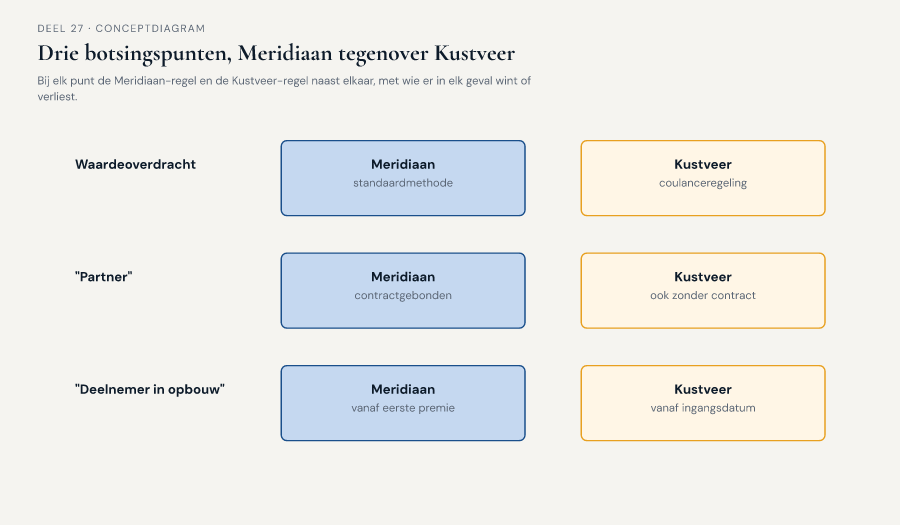 DEEL 27 · CONCEPTDIAGRAM
Drie botsingspunten, Meridiaan tegenover Kustveer
Bij elk punt de Meridiaan-regel en de Kustveer-regel naast elkaar, met wie er in elk geval wint of
verliest.
Waardeoverdracht
Meridiaan
standaardmethode
Kustveer
coulanceregeling
"Partner"
Meridiaan
contractgebonden
Kustveer
ook zonder contract
"Deelnemer in opbouw"
Meridiaan
vanaf eerste premie
Kustveer
vanaf ingangsdatum